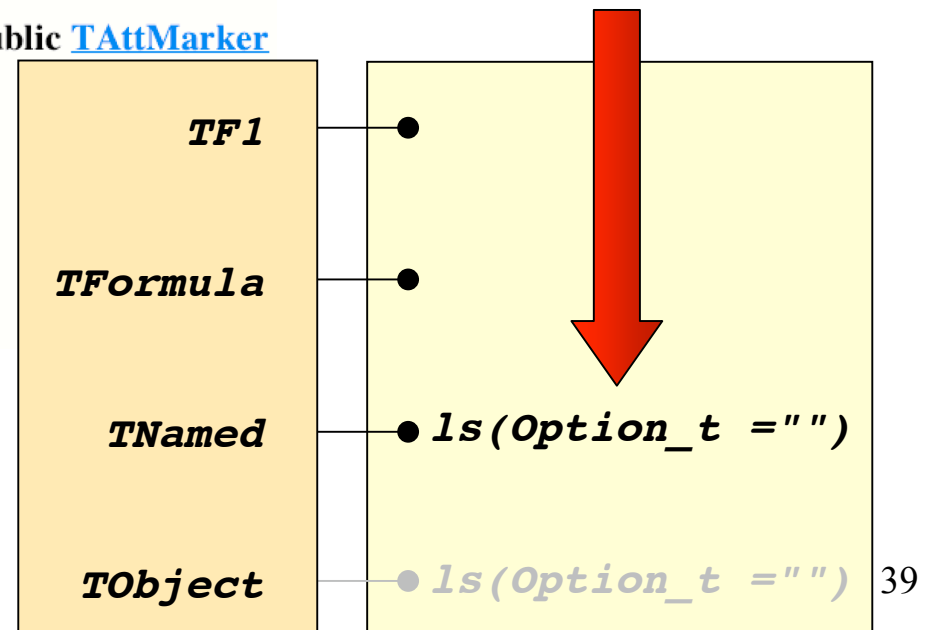 ublic TAttMarker
TF1
TFormula
TNamed ls(Option_t ="")
TObject ls(Option_t ="") 39